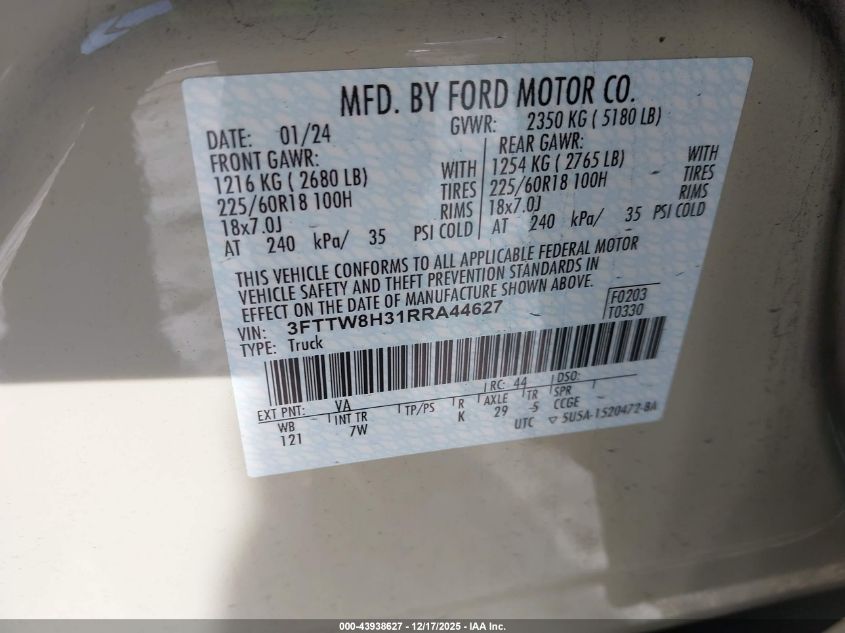 MFD. BY FORD MOTOR CO.
DATE: 01/24 GVWR: 2350 KG ( 5180 LB)
FRONT GAWR: REAR GAWR:
1216 KG ( 2680 LB) WITH 1254 KG ( 2765 LB) WITH
225/60R18 100H TIRES 225/60R18 100H TIRES
18x7.0J RIMS 18x7.0J RIMS
AT 240 kPa/ 35 PSI COLD AT 240 kPa/ 35 PSI COLD
THIS VEHICLE CONFORMS TO ALL APPLICABLE FEDERAL MOTOR
VEHICLE SAFETY AND THEFT PREVENTION STANDARDS IN
EFFECT ON THE DATE OF MANUFACTURE SHOWN ABOVE.
VIN: 3FTTW8H31RRA44627 F0203
TYPE: Truck T0330
EXT PNT: VA RC: 44 DSO:
WB INT TR TP/PS R AXLE TR SPR
121 7W K 29 -5 CCGE
UTC ▽ 5U5A-1520472-BA
000-43938627 - 12/17/2025 - IAA Inc.